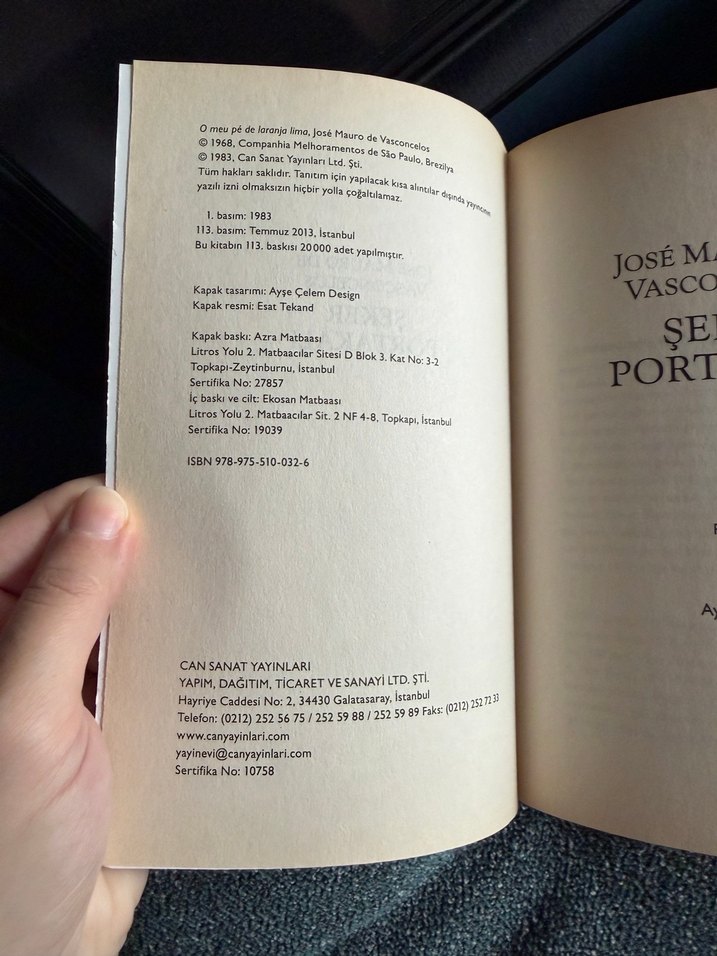 O meu pé de laranja lima, José Mauro de Vasconcelos
© 1968, Companhia Melhoramentos de São Paulo, Brezilya
© 1983, Can Sanat Yayınları Ltd. Şti.
Tüm hakları saklıdır. Tanıtım için yapılacak kısa alıntılar dışında yayıncının
yazılı izni olmaksızın hiçbir yolla çoğaltılamaz.
1. basım: 1983
113. basım: Temmuz 2013, İstanbul
Bu kitabın 113. baskısı 20000 adet yapılmıştır.
Kapak tasarımı: Ayşe Çelem Design
Kapak resmi: Esat Tekand
Kapak baskı: Azra Matbaası
Litros Yolu 2. Matbaacılar Sitesi D Blok 3. Kat No: 3-2
Topkapı-Zeytinburnu, İstanbul
Sertifika No: 27857
İç baskı ve cilt: Ekosan Matbaası
Litros Yolu 2. Matbaacılar Sit. 2 NF 4-8, Topkapı, İstanbul
Sertifika No: 19039
ISBN 978-975-510-032-6
CAN SANAT YAYINLARI
YAPIM, DAĞITIM, TİCARET VE SANAYİ LTD. ŞTİ.
Hayriye Caddesi No: 2, 34430 Galatasaray, İstanbul
Telefon: (0212) 252 56 75 / 252 59 88 / 252 59 89 Faks: (0212) 252 72 33
www.canyayinlari.com
yayinevi@canyayinlari.com
Sertifika No: 10758
JOSÉ MA
VASCO
ŞE
PORT
Ay